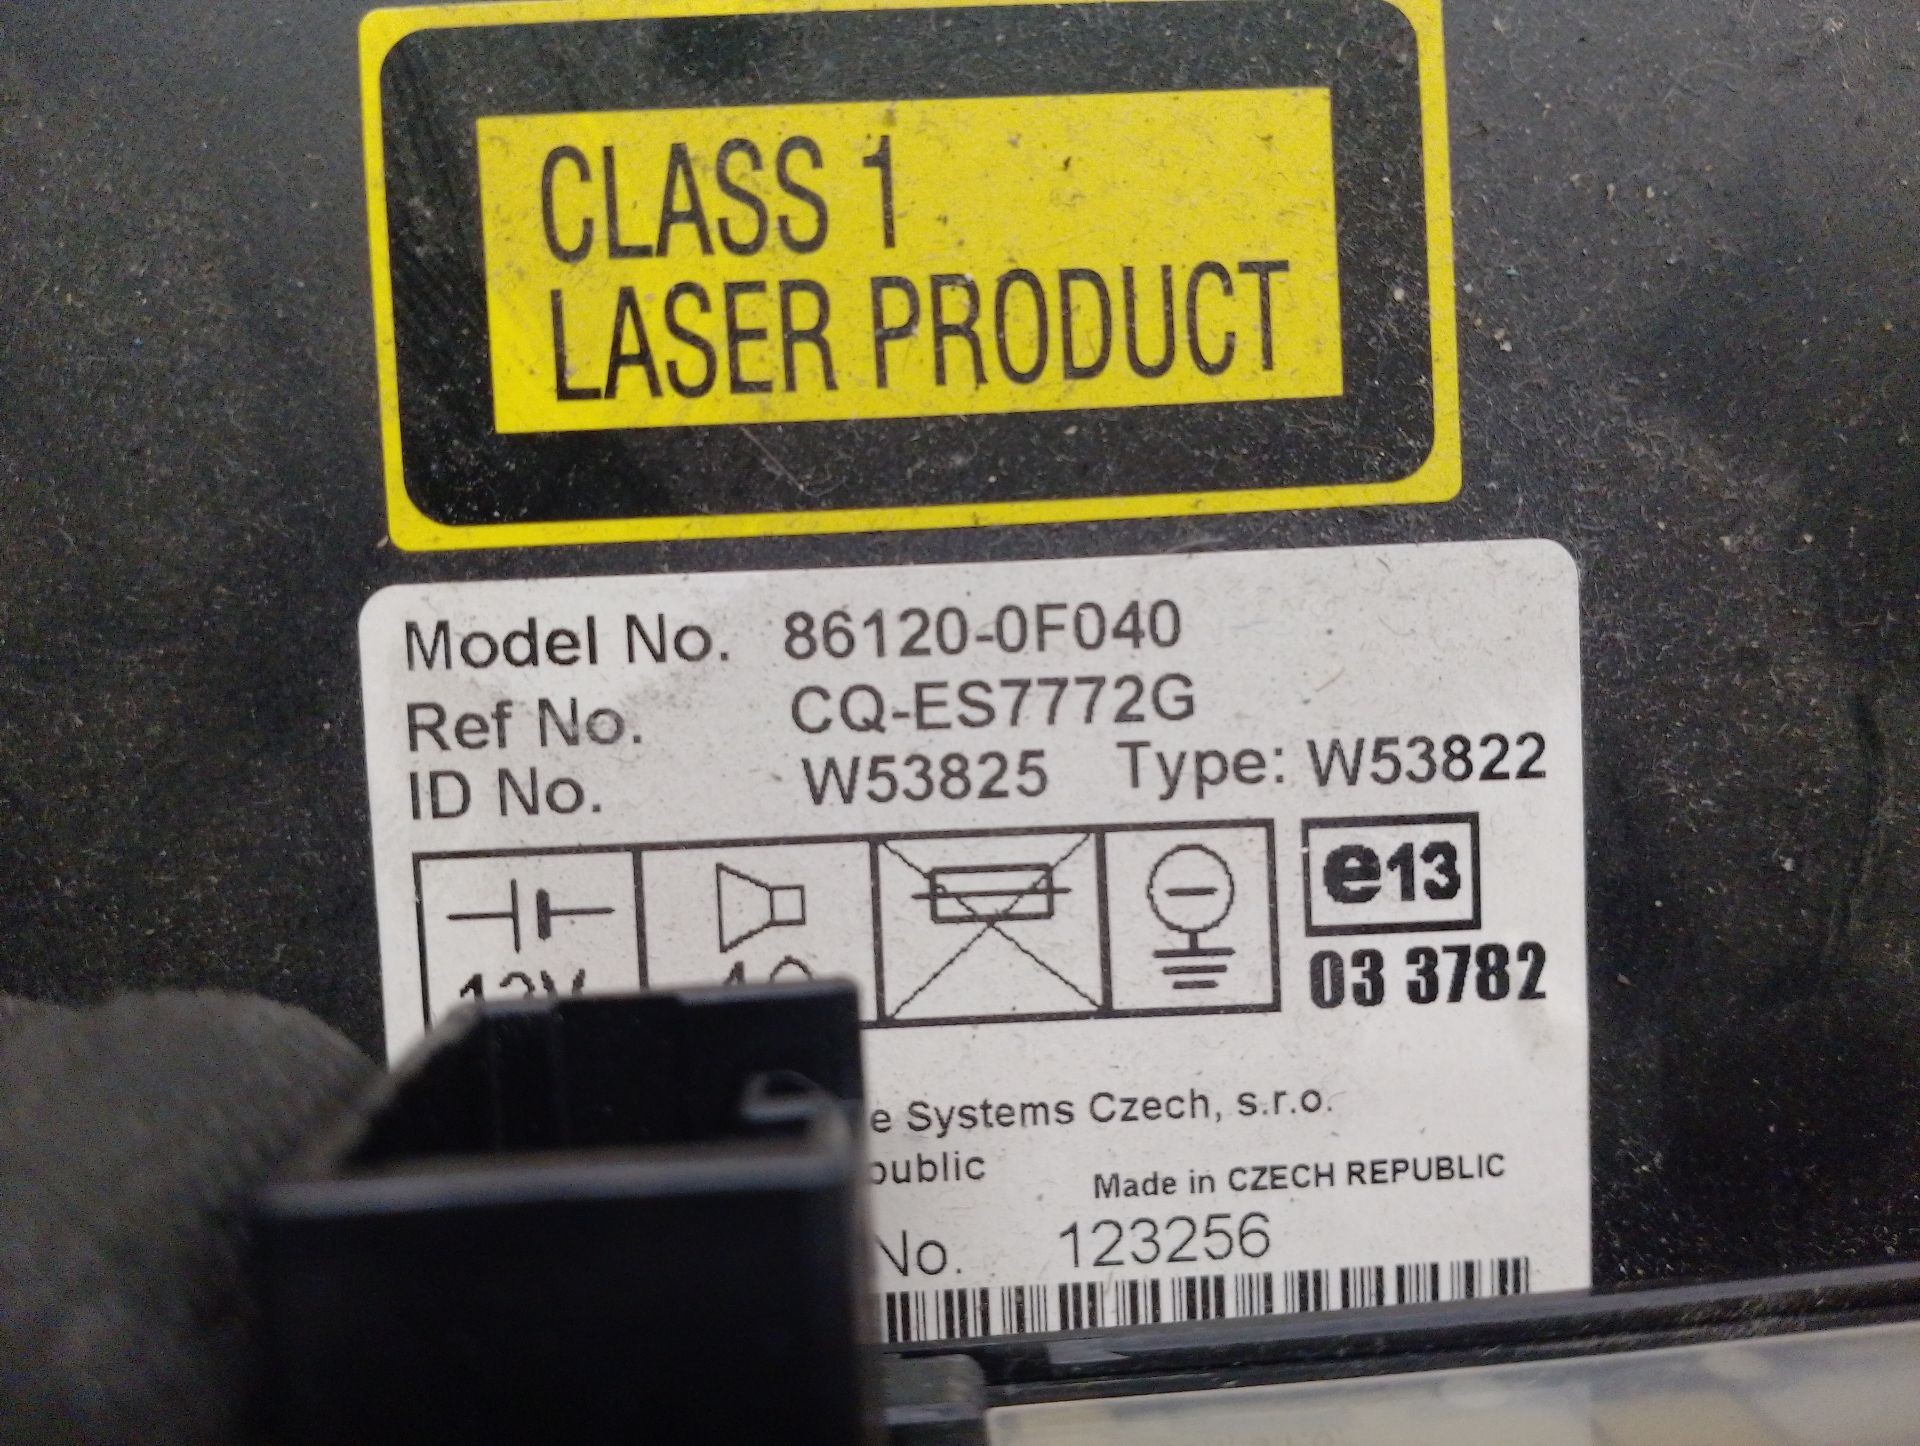 CLASS 1
LASER PRODUCT
Model No. 86120-0F040
Ref No. CQ-ES7772G
ID No. W53825 Type: W53822
e13
03 3782
Systems Czech, s.r.o.
Made in CZECH REPUBLIC
No. 123256